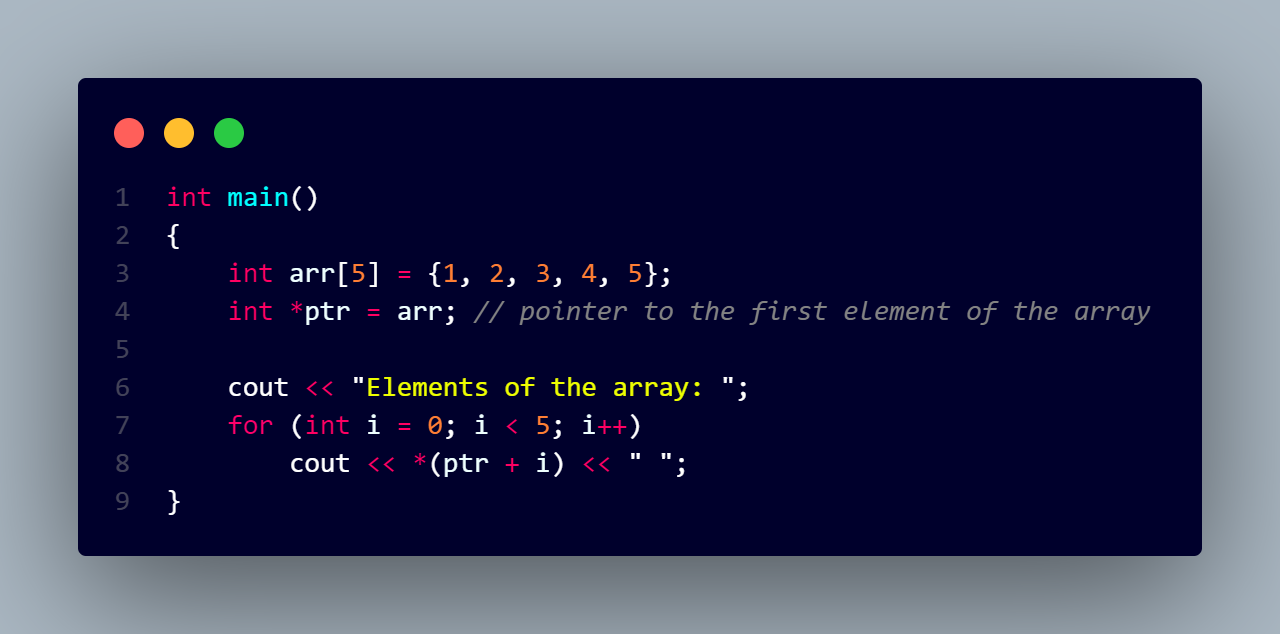 1 int main()
2 {
3     int arr[5] = {1, 2, 3, 4, 5};
4     int *ptr = arr; // pointer to the first element of the array
5
6     cout << "Elements of the array: ";
7     for (int i = 0; i < 5; i++)
8         cout << *(ptr + i) << " ";
9 }